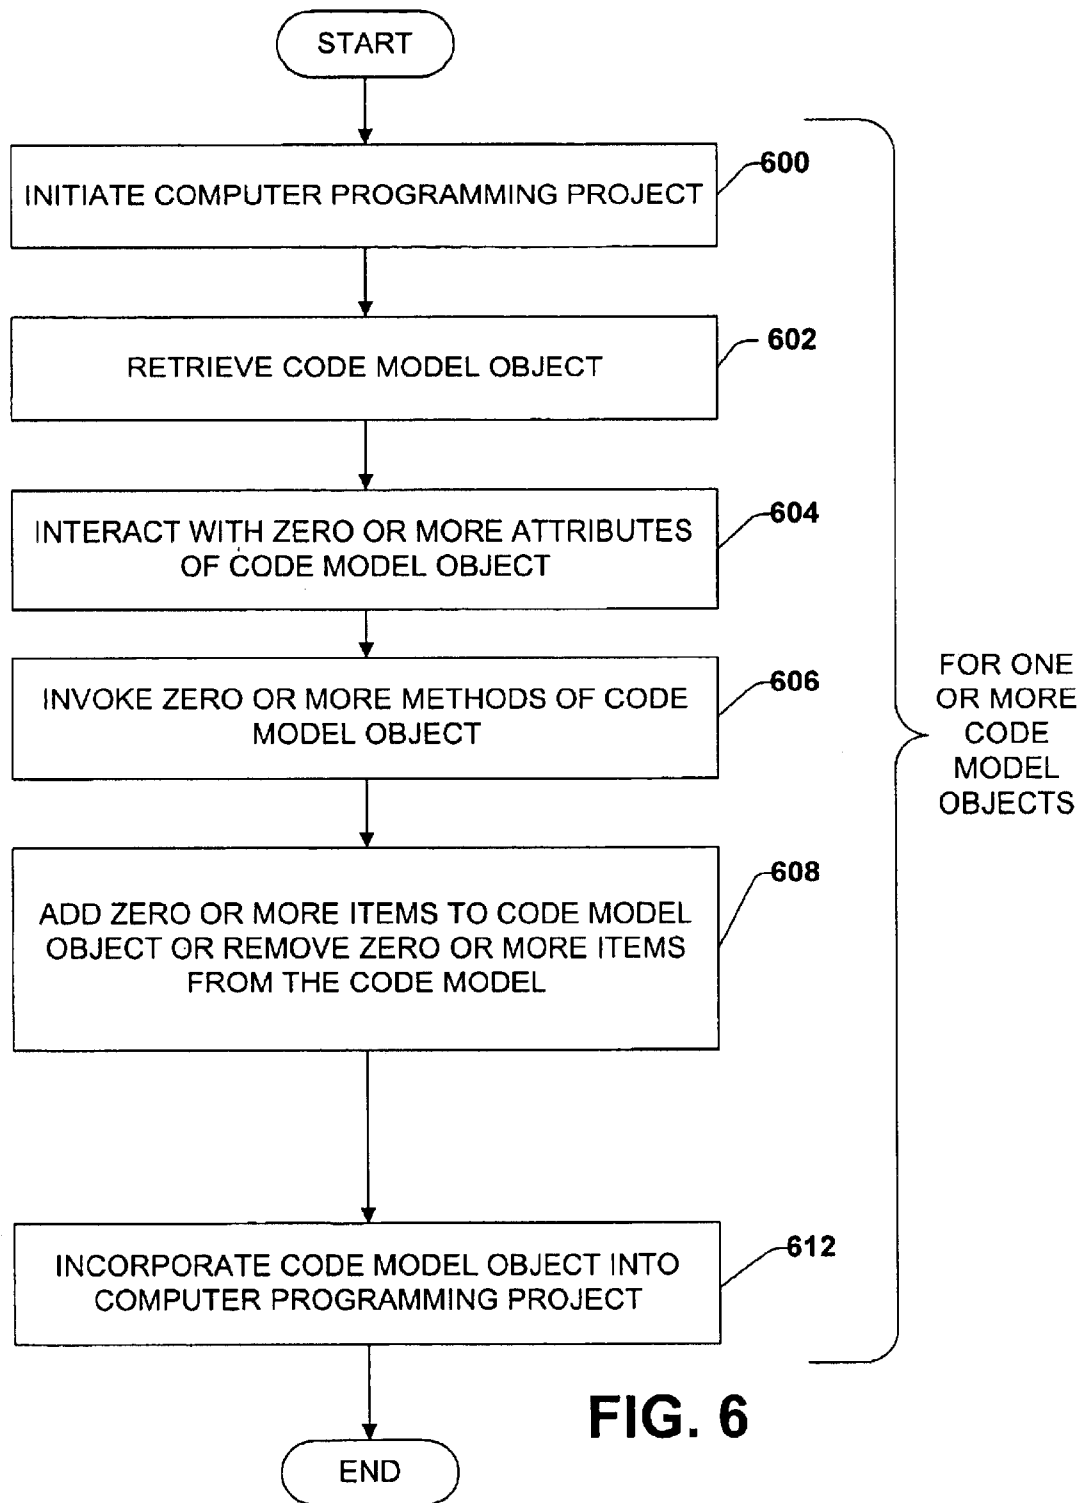 START
INITIATE COMPUTER PROGRAMMING PROJECT
600
RETRIEVE CODE MODEL OBJECT
602
INTERACT WITH ZERO OR MORE ATTRIBUTES
OF CODE MODEL OBJECT
604
INVOKE ZERO OR MORE METHODS OF CODE
MODEL OBJECT
606
FOR ONE
OR MORE
CODE
MODEL
OBJECTS
ADD ZERO OR MORE ITEMS TO CODE MODEL
OBJECT OR REMOVE ZERO OR MORE ITEMS
FROM THE CODE MODEL
608
INCORPORATE CODE MODEL OBJECT INTO
COMPUTER PROGRAMMING PROJECT
612
FIG. 6
END